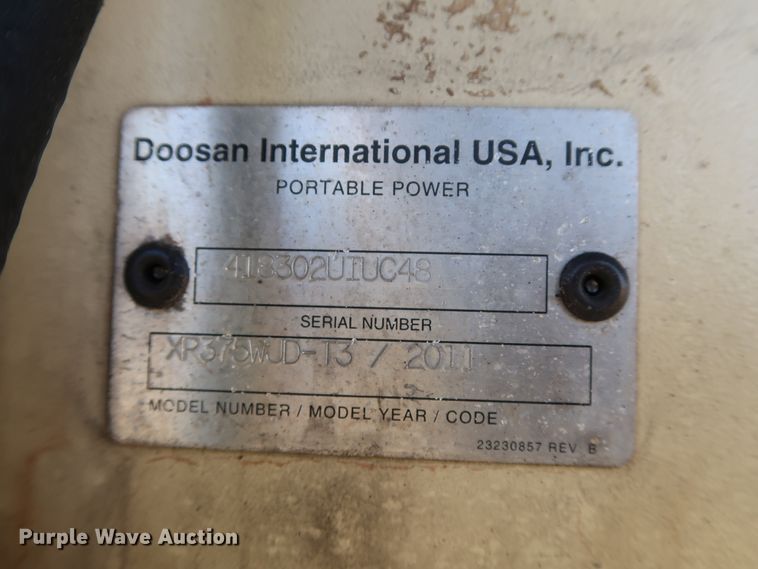 Doosan International USA, Inc.
PORTABLE POWER
418302UIUC48
SERIAL NUMBER
XP375WJD-T3 / 2011
MODEL NUMBER / MODEL YEAR / CODE
23230857 REV B
Purple Wave Auction